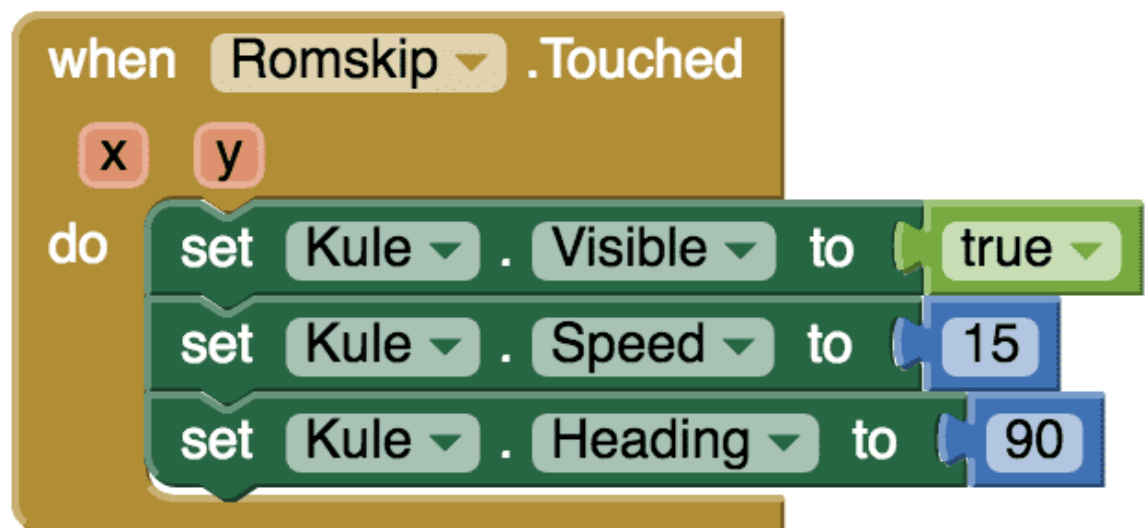 when Romskip .Touched
x y
do set Kule . Visible to true
set Kule . Speed to 15
set Kule . Heading to 90